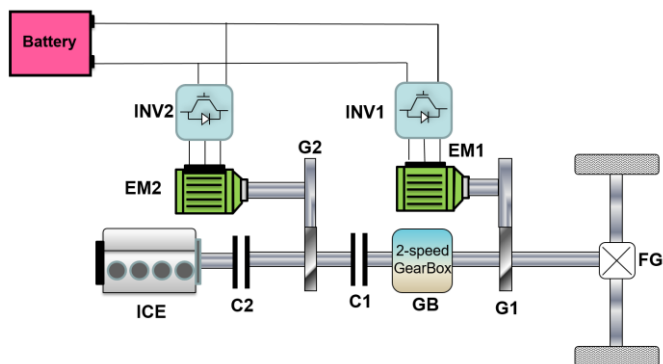 Battery
INV2
INV1
G2
EM1
EM2
2-speed
GearBox
FG
ICE
C2
C1
GB
G1